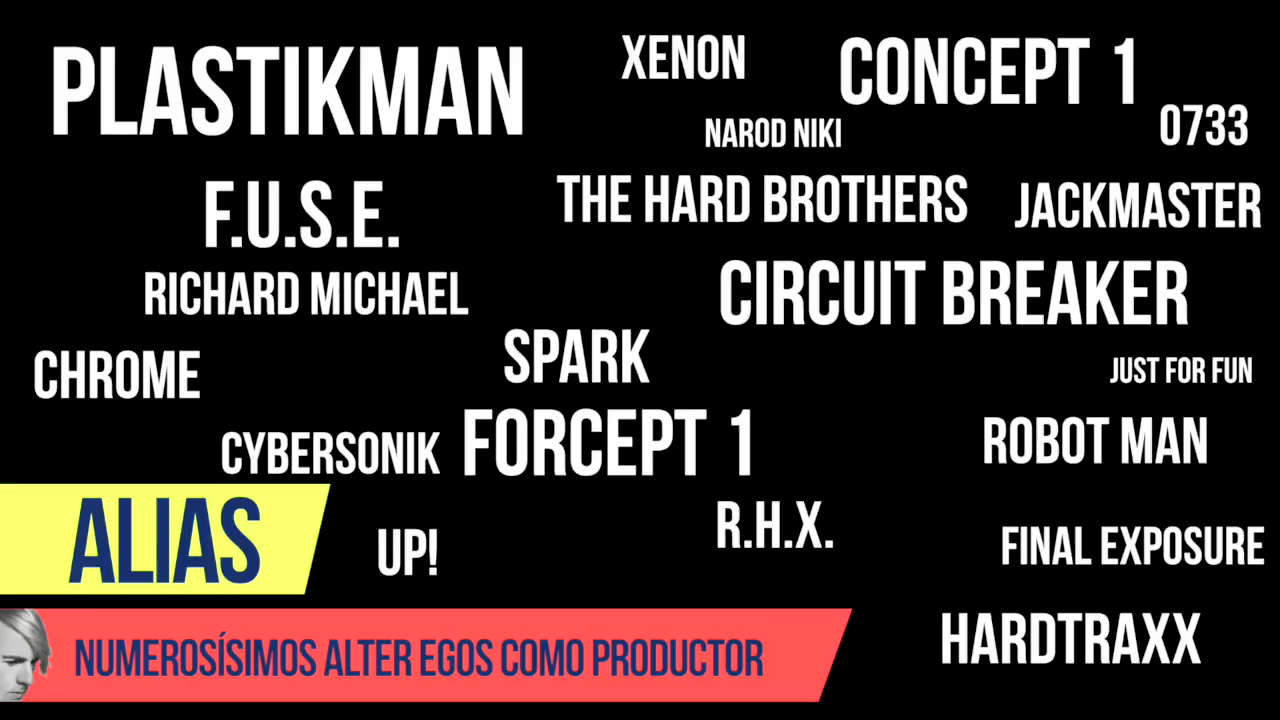 PLASTIKMAN
XENON
CONCEPT 1
0733
NAROD NIKI
F.U.S.E.
THE HARD BROTHERS
JACKMASTER
RICHARD MICHAEL
CIRCUIT BREAKER
SPARK
CHROME
JUST FOR FUN
FORCEPT 1
ROBOT MAN
CYBERSONIK
ALIAS
R.H.X.
UP!
FINAL EXPOSURE
HARDTRAXX
NUMEROSÍSIMOS ALTER EGOS COMO PRODUCTOR